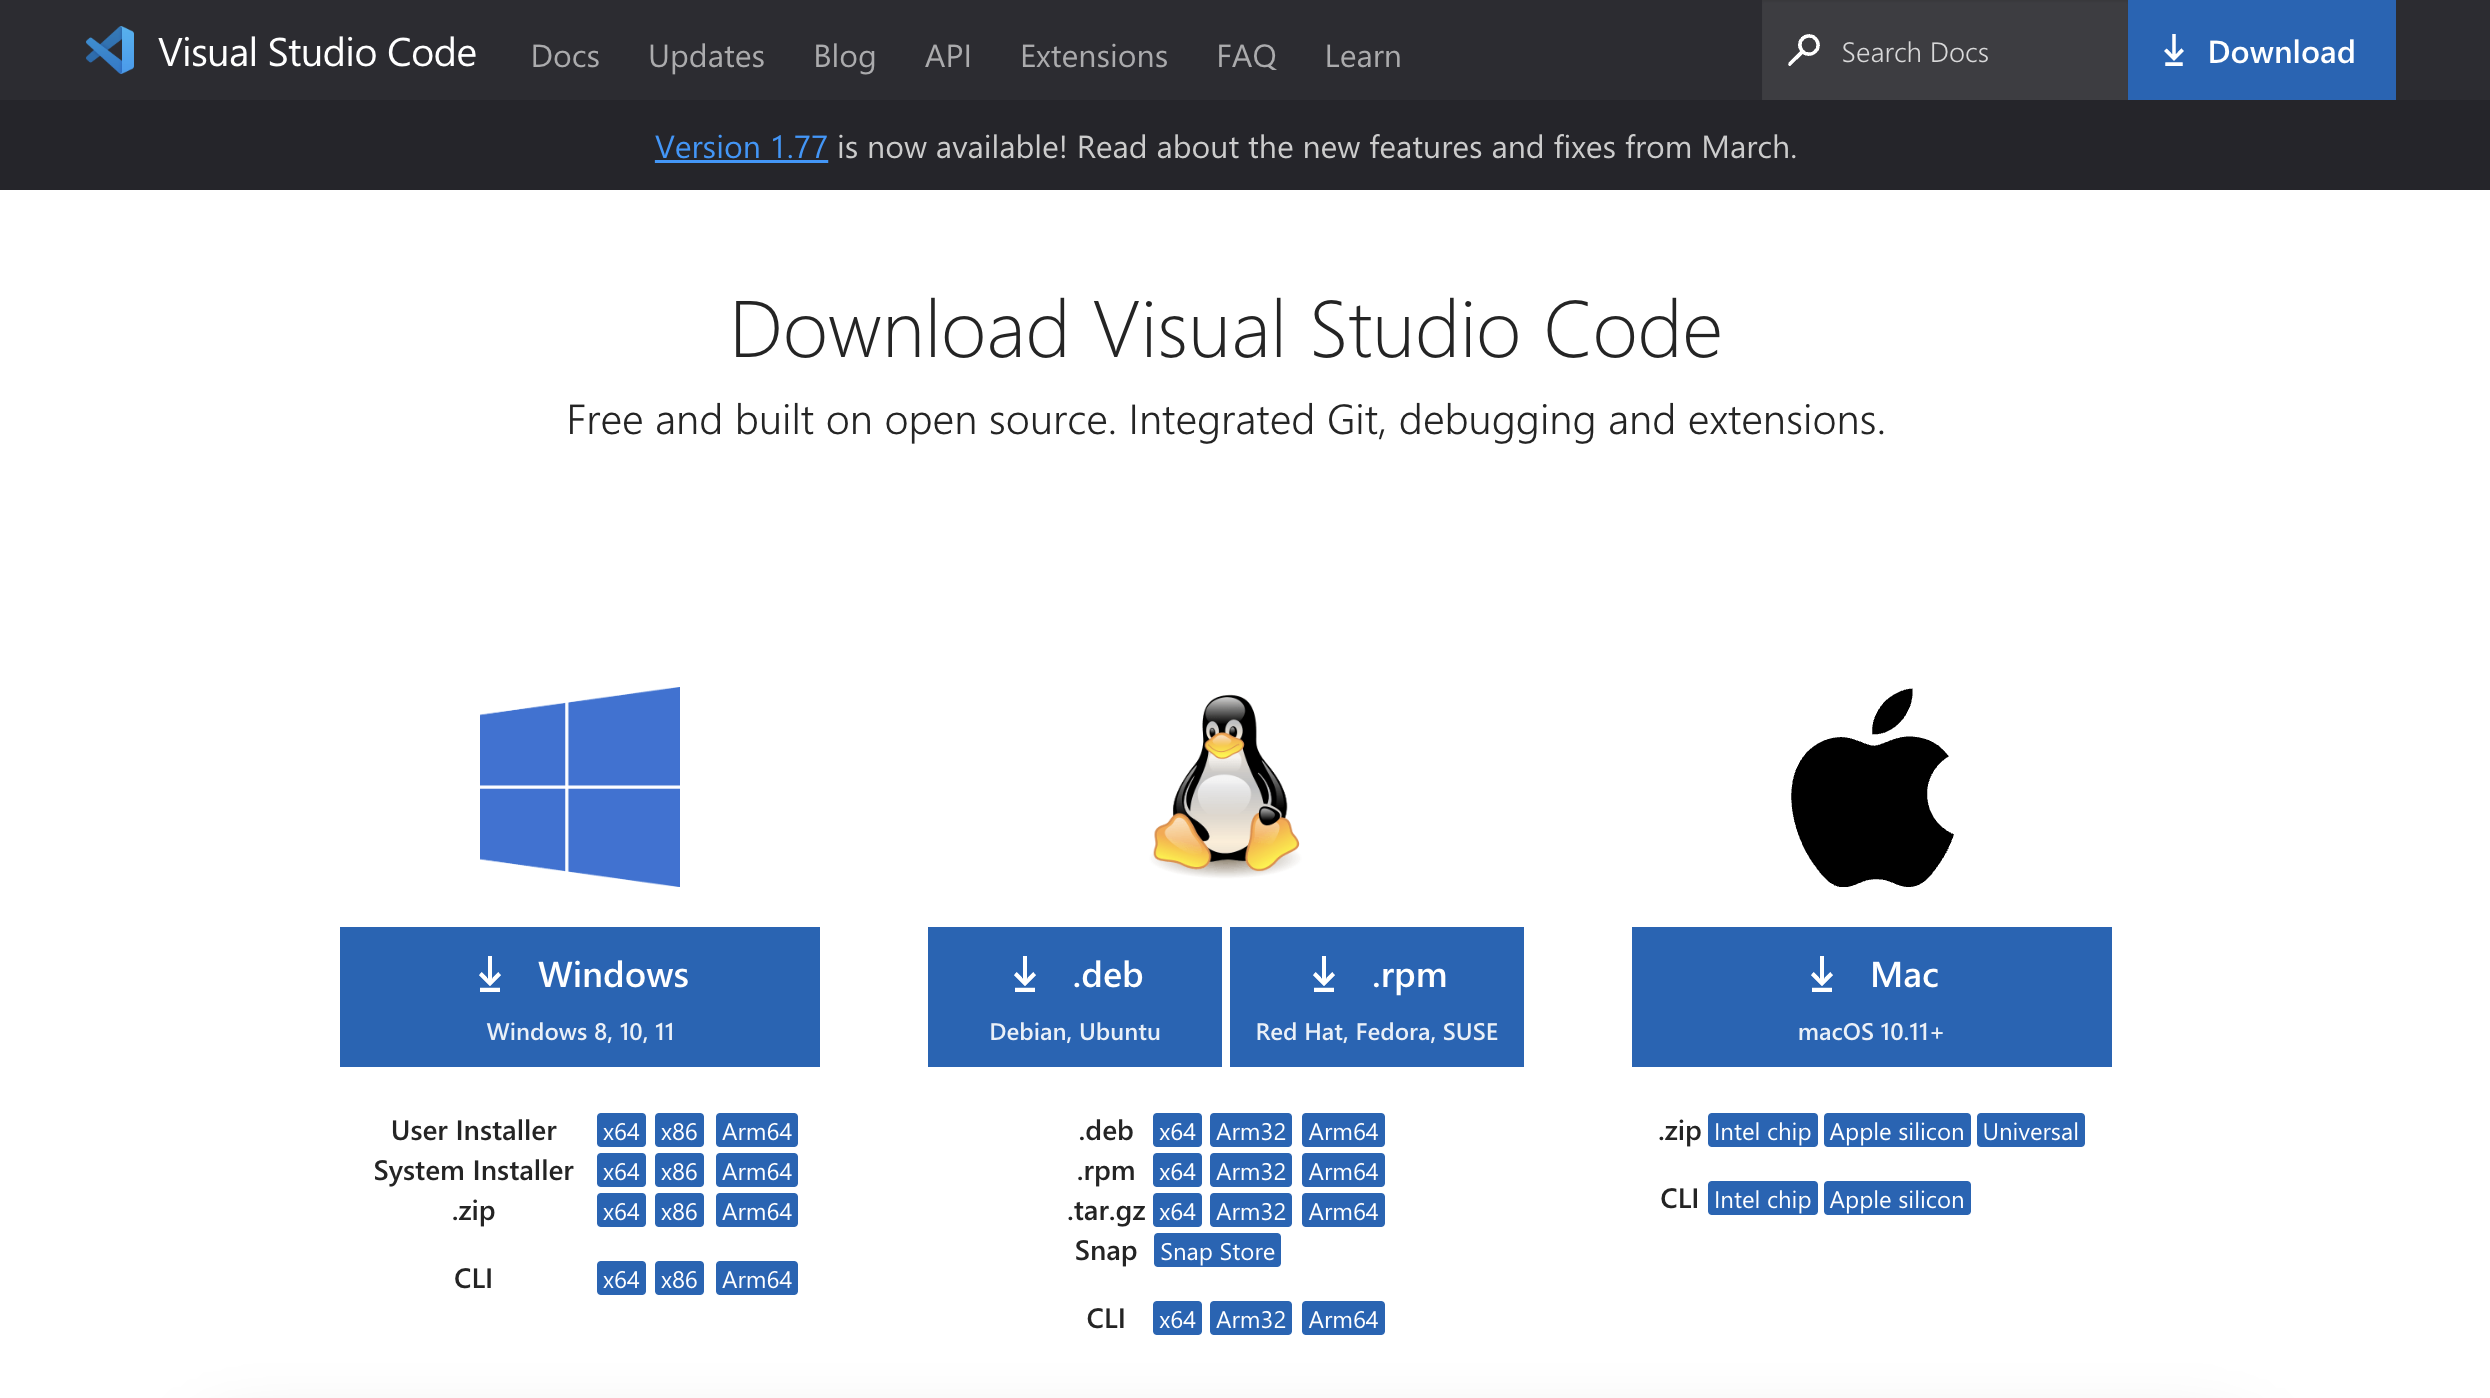 Visual Studio Code Docs Updates Blog API Extensions FAQ Learn Search Docs Download
Version 1.77 is now available! Read about the new features and fixes from March.
Download Visual Studio Code
Free and built on open source. Integrated Git, debugging and extensions.
Windows
Windows 8, 10, 11
User Installer x64 x86 Arm64
System Installer x64 x86 Arm64
.zip x64 x86 Arm64
CLI x64 x86 Arm64
.deb
Debian, Ubuntu
.rpm
Red Hat, Fedora, SUSE
.deb x64 Arm32 Arm64
.rpm x64 Arm32 Arm64
.tar.gz x64 Arm32 Arm64
Snap Snap Store
CLI x64 Arm32 Arm64
Mac
macOS 10.11+
.zip Intel chip Apple silicon Universal
CLI Intel chip Apple silicon